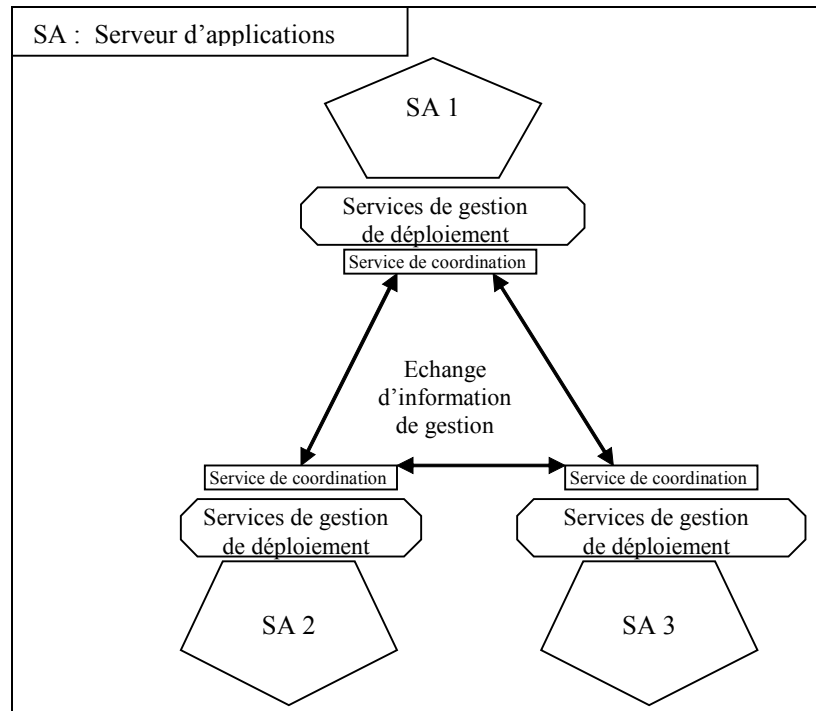 SA : Serveur d'applications
SA 1
Services de gestion
de déploiement
Service de coordination
Echange
d'information
de gestion
Service de coordination
Services de gestion
de déploiement
SA 2
Service de coordination
Services de gestion
de déploiement
SA 3